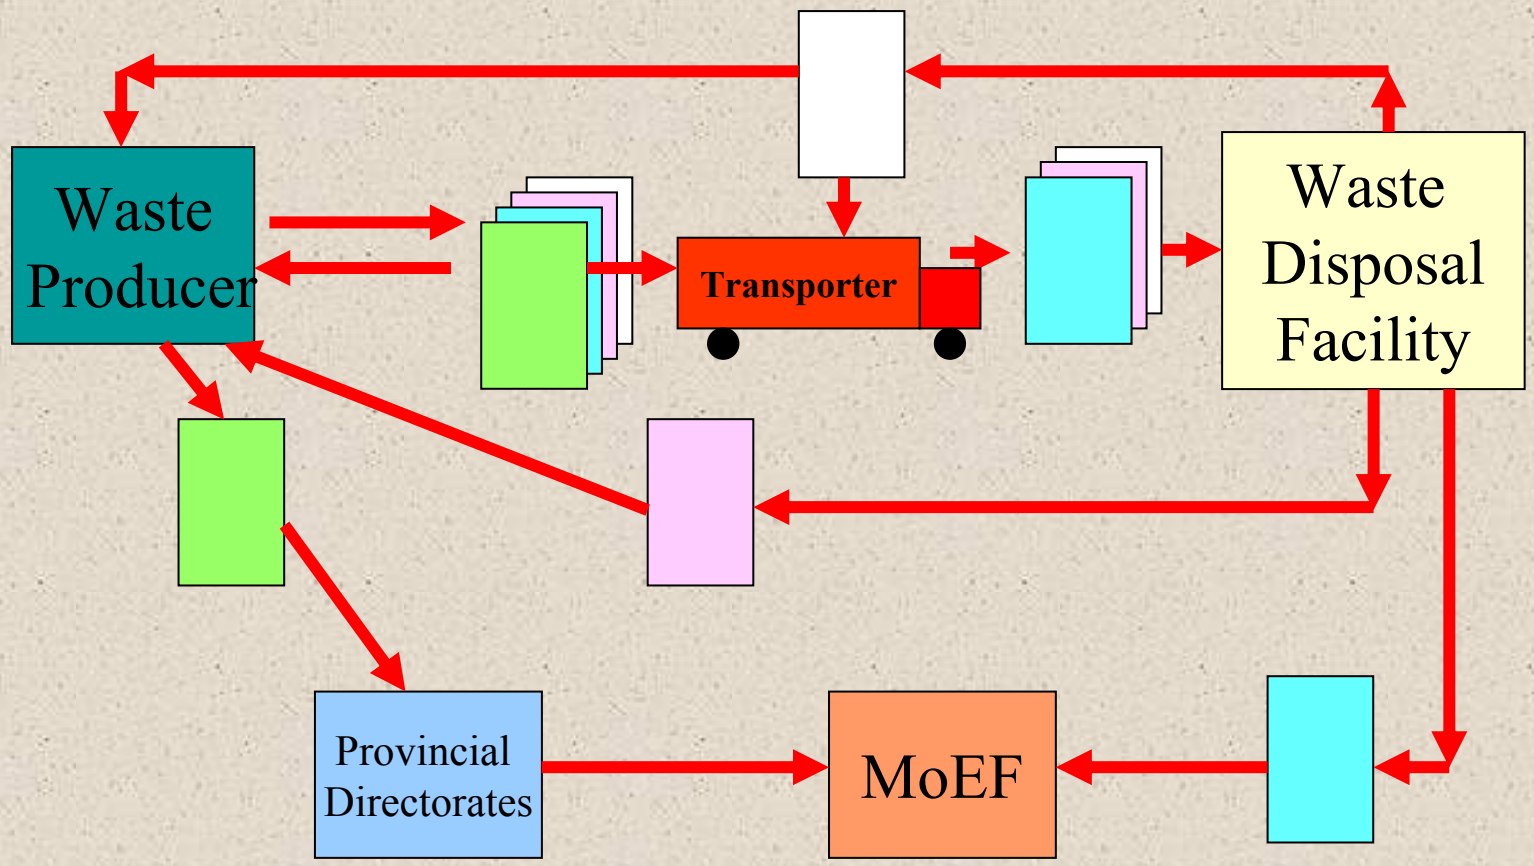 Waste
Producer
Transporter
Waste
Disposal
Facility
Provincial
Directorates
MoEF